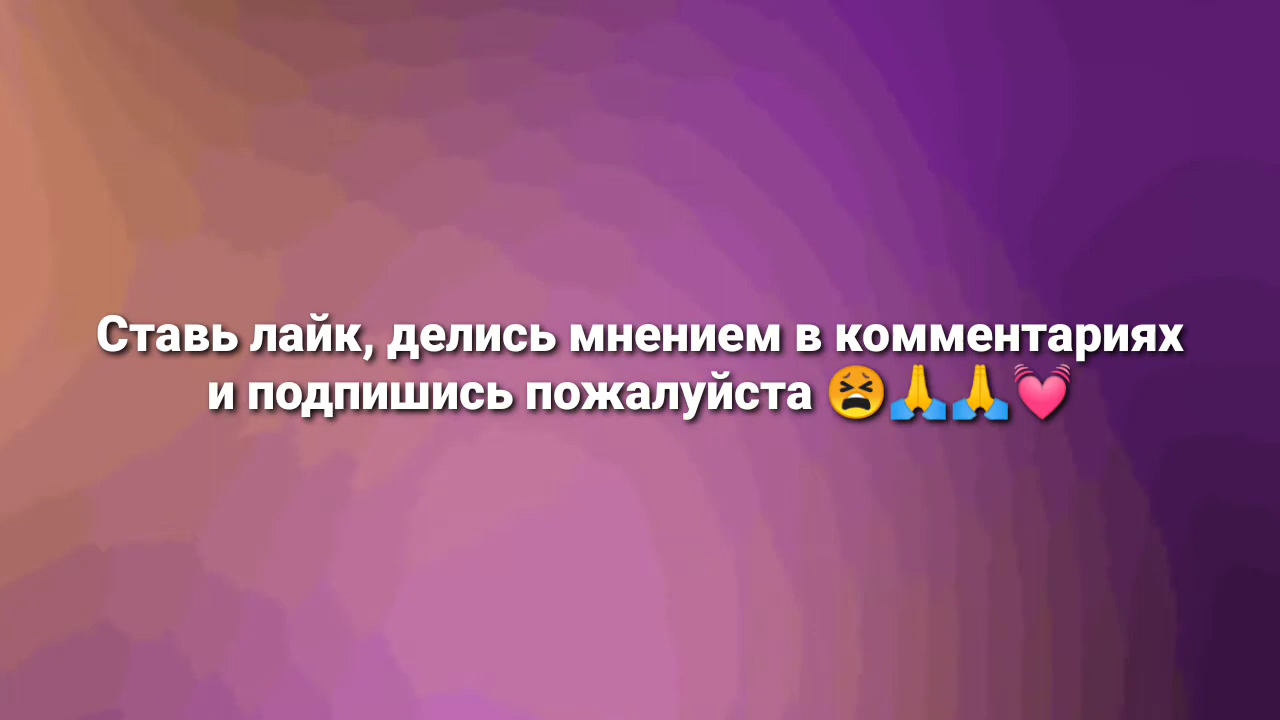 Ставь лайк, делись мнением в комментариях
и подпишись пожалуйста 😫🙏🙏💓